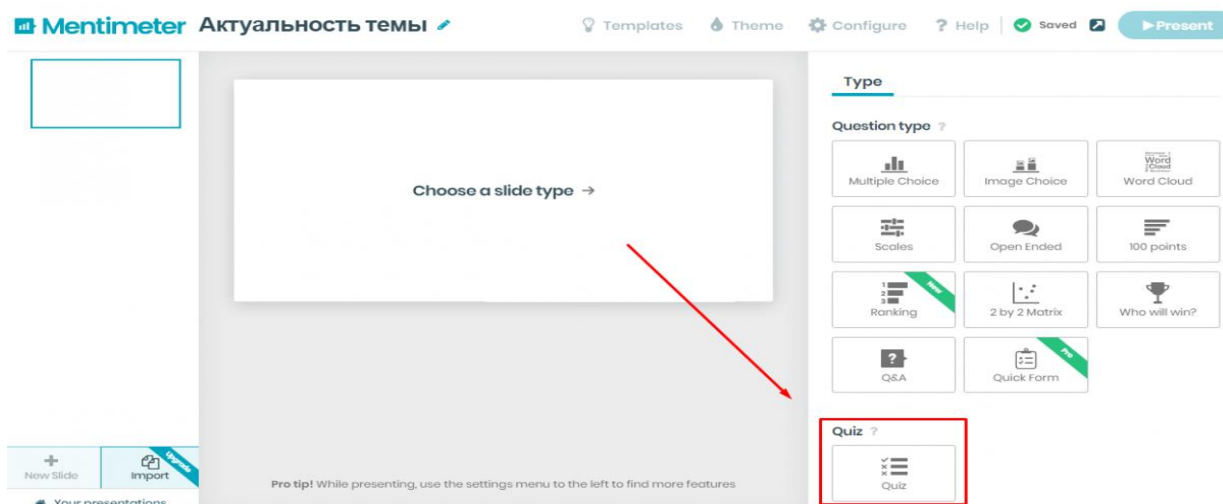 Mentimeter Актуальность темы Templates Theme Configure ? Help Saved Present
Type
Question type ?
Multiple Choice Image Choice Word Cloud
Choose a slide type →
Scales Open Ended 100 points
New
Ranking 2 by 2 Matrix Who will win?
Pro
Q&A Quick Form
Quiz ?
Upgrade
New Slide Import
Quiz
Pro tip! While presenting, use the settings menu to the left to find more features
Your presentations